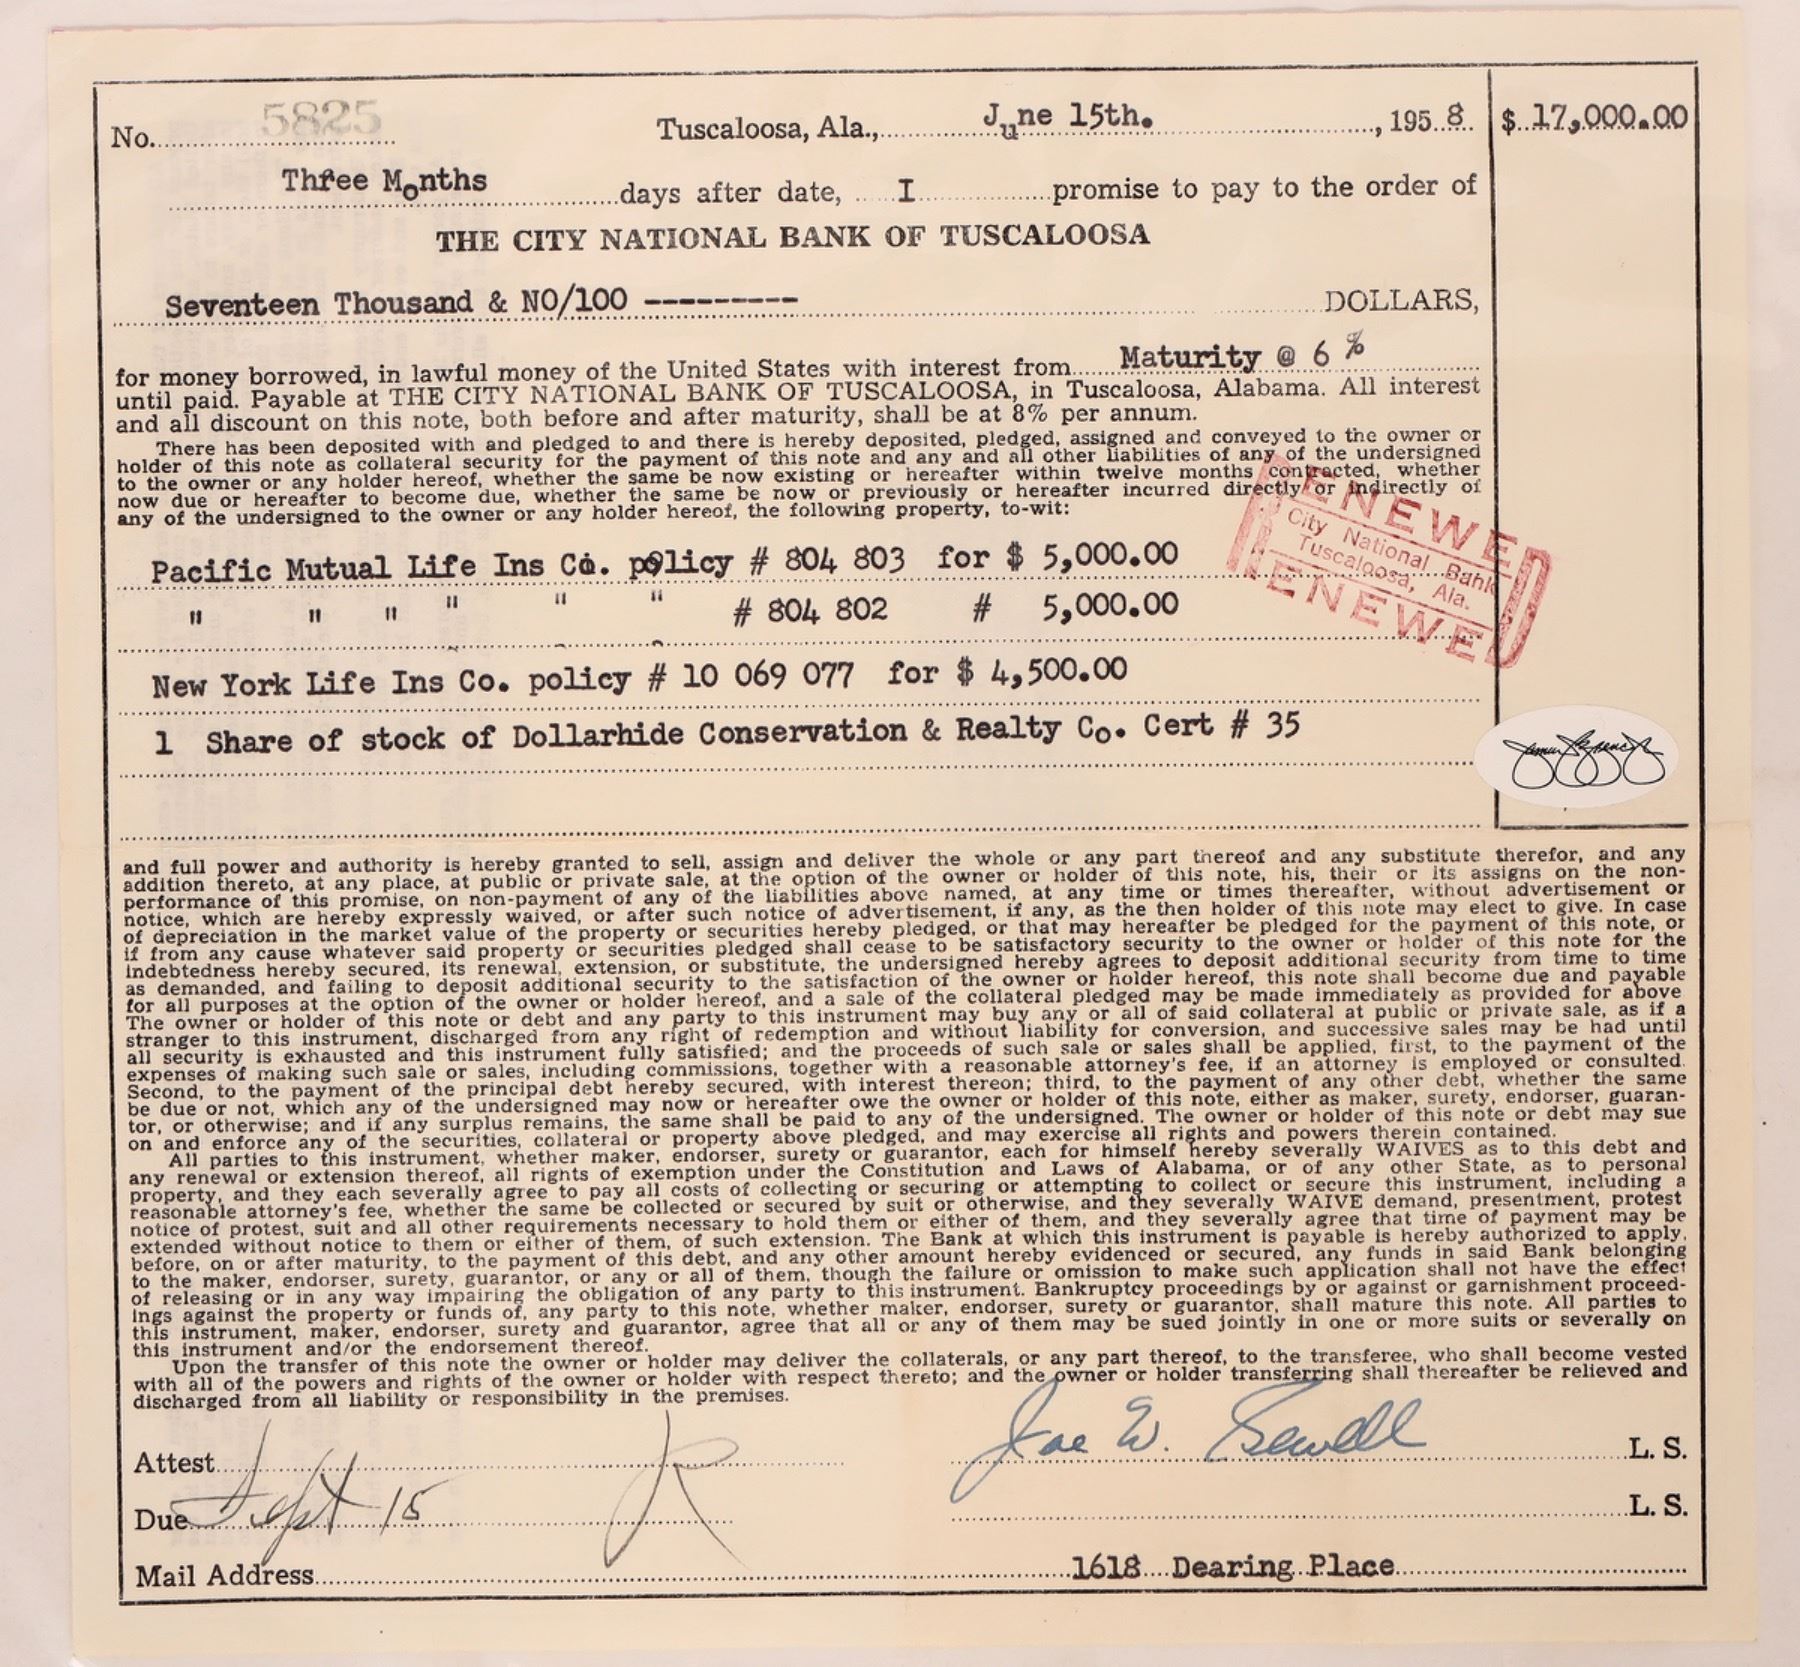 No. 5825 Tuscaloosa, Ala., June 15th. , 195 8 $ 17,000.00
Three Months days after date, I promise to pay to the order of
THE CITY NATIONAL BANK OF TUSCALOOSA
Seventeen Thousand & NO/100 --------- DOLLARS,
for money borrowed, in lawful money of the United States with interest from Maturity @ 6 %
until paid. Payable at THE CITY NATIONAL BANK OF TUSCALOOSA, in Tuscaloosa, Alabama. All interest
and all discount on this note, both before and after maturity, shall be at 8% per annum.
There has been deposited with and pledged to and there is hereby deposited, pledged, assigned and conveyed to the owner or
holder of this note as collateral security for the payment of this note and any and all other liabilities of any of the undersigned
to the owner or any holder hereof, whether the same be now existing or hereafter within twelve months contracted, whether
now due or hereafter to become due, whether the same be now or previously or hereafter incurred directly or indirectly of
any of the undersigned to the owner or any holder hereof, the following property, to-wit:
ENEWE
City National Bank
Tuscaloosa, Ala.
ENEWE
Pacific Mutual Life Ins Co. policy # 804 803 for $ 5,000.00
" " " " " " # 804 802 # 5,000.00
New York Life Ins Co. policy # 10 069 077 for $ 4,500.00
1 Share of stock of Dollarhide Conservation & Realty Co. Cert # 35
and full power and authority is hereby granted to sell, assign and deliver the whole or any part thereof and any substitute therefor, and any
addition thereto, at any place, at public or private sale, at the option of the owner or holder of this note, his, their or its assigns on the non-
performance of this promise, on non-payment of any of the liabilities above named, at any time or times thereafter, without advertisement or
notice, which are hereby expressly waived, or after such notice of advertisement, if any, as the then holder of this note may elect to give. In case
of depreciation in the market value of the property or securities hereby pledged, or that may hereafter be pledged for the payment of this note, or
if from any cause whatever said property or securities pledged shall cease to be satisfactory security to the owner or holder of this note for the
indebtedness hereby secured, its renewal, extension, or substitute, the undersigned hereby agrees to deposit additional security from time to time
as demanded, and failing to deposit additional security to the satisfaction of the owner or holder hereof, this note shall become due and payable
for all purposes at the option of the owner or holder hereof, and a sale of the collateral pledged may be made immediately as provided for above
The owner or holder of this note or debt and any party to this instrument may buy any or all of said collateral at public or private sale, as if a
stranger to this instrument, discharged from any right of redemption and without liability for conversion, and successive sales may be had until
all security is exhausted and this instrument fully satisfied; and the proceeds of such sale or sales shall be applied, first, to the payment of the
expenses of making such sale or sales, including commissions, together with a reasonable attorney's fee, if an attorney is employed or consulted.
Second, to the payment of the principal debt hereby secured, with interest thereon; third, to the payment of any other debt, whether the same
be due or not, which any of the undersigned may now or hereafter owe the owner or holder of this note, either as maker, surety, endorser, guaran-
tor, or otherwise; and if any surplus remains, the same shall be paid to any of the undersigned. The owner or holder of this note or debt may sue
on and enforce any of the securities, collateral or property above pledged, and may exercise all rights and powers therein contained.
All parties to this instrument, whether maker, endorser, surety or guarantor, each for himself hereby severally WAIVES as to this debt and
any renewal or extension thereof, all rights of exemption under the Constitution and Laws of Alabama, or of any other State, as to personal
property, and they each severally agree to pay all costs of collecting or securing or attempting to collect or secure this instrument, including a
reasonable attorney's fee, whether the same be collected or secured by suit or otherwise, and they severally WAIVE demand, presentment, protest
notice of protest, suit and all other requirements necessary to hold them or either of them, and they severally agree that time of payment may be
extended without notice to them or either of them, of such extension. The Bank at which this instrument is payable is hereby authorized to apply,
before, on or after maturity, to the payment of this debt, and any other amount hereby evidenced or secured, any funds in said Bank belonging
to the maker, endorser, surety, guarantor, or any or all of them, though the failure or omission to make such application shall not have the effect
of releasing or in any way impairing the obligation of any party to this instrument. Bankruptcy proceedings by or against or garnishment proceed-
ings against the property or funds of, any party to this note, whether maker, endorser, surety or guarantor, shall mature this note. All parties to
this instrument, maker, endorser, surety and guarantor, agree that all or any of them may be sued jointly in one or more suits or severally on
this instrument and/or the endorsement thereof.
Upon the transfer of this note the owner or holder may deliver the collaterals, or any part thereof, to the transferee, who shall become vested
with all of the powers and rights of the owner or holder with respect thereto; and the owner or holder transferring shall thereafter be relieved and
discharged from all liability or responsibility in the premises.
Attest Joe W. Sewell L. S.
Due Sept 15 L. S.
Mail Address 1618 Dearing Place